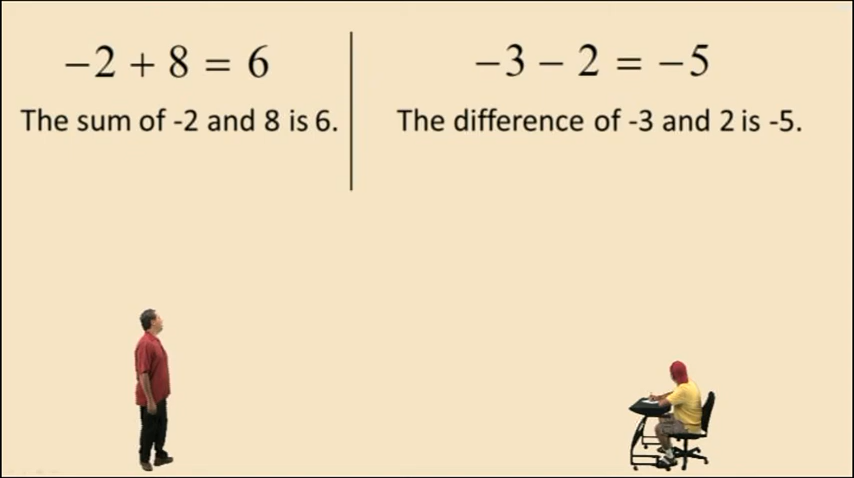 −2 + 8 = 6
The sum of -2 and 8 is 6.
−3 − 2 = −5
The difference of -3 and 2 is -5.